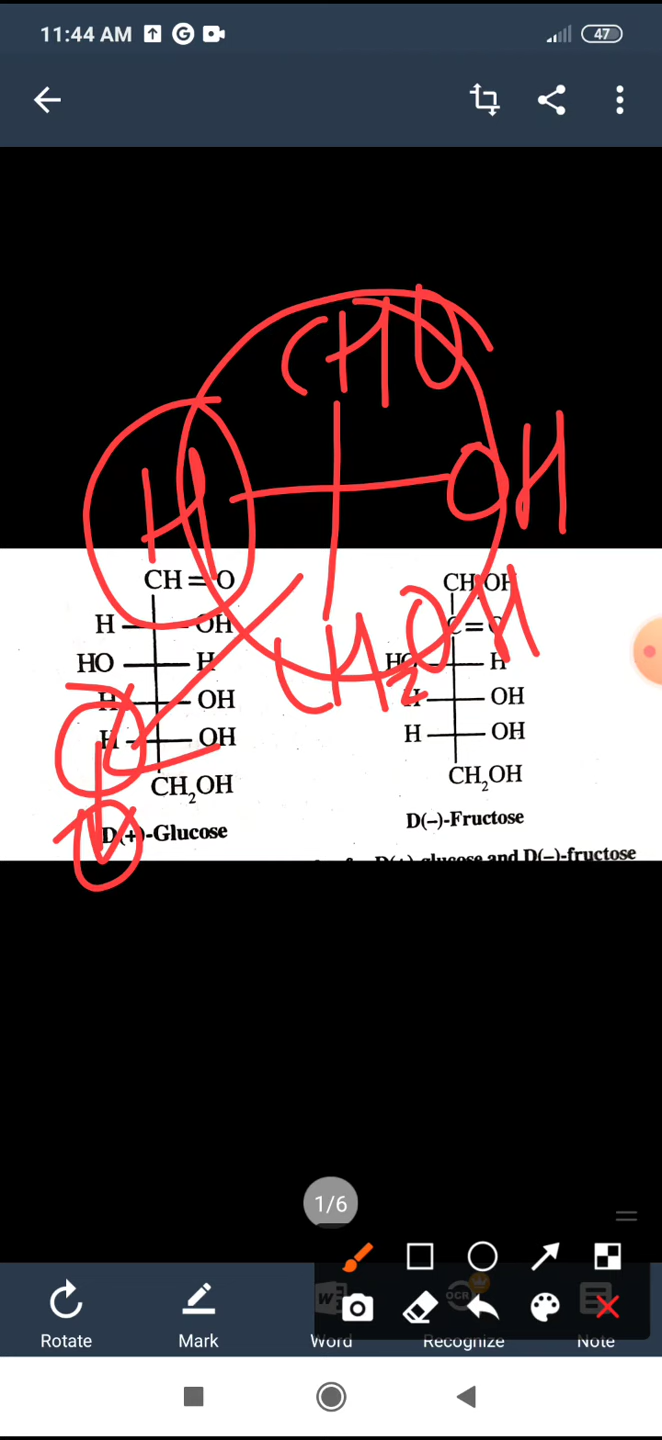 11:44 AM
47
CHO
H
OH
CH2OH
CH=O
H OH
HO H
H OH
H OH
CH2OH
D(+)-Glucose
CH2OH
C=O
HO H
H OH
H OH
CH2OH
D(−)-Fructose
D(+)-glucose and D(−)-fructose
1/6
Rotate
Mark
Word
OCR
Recognize
Note